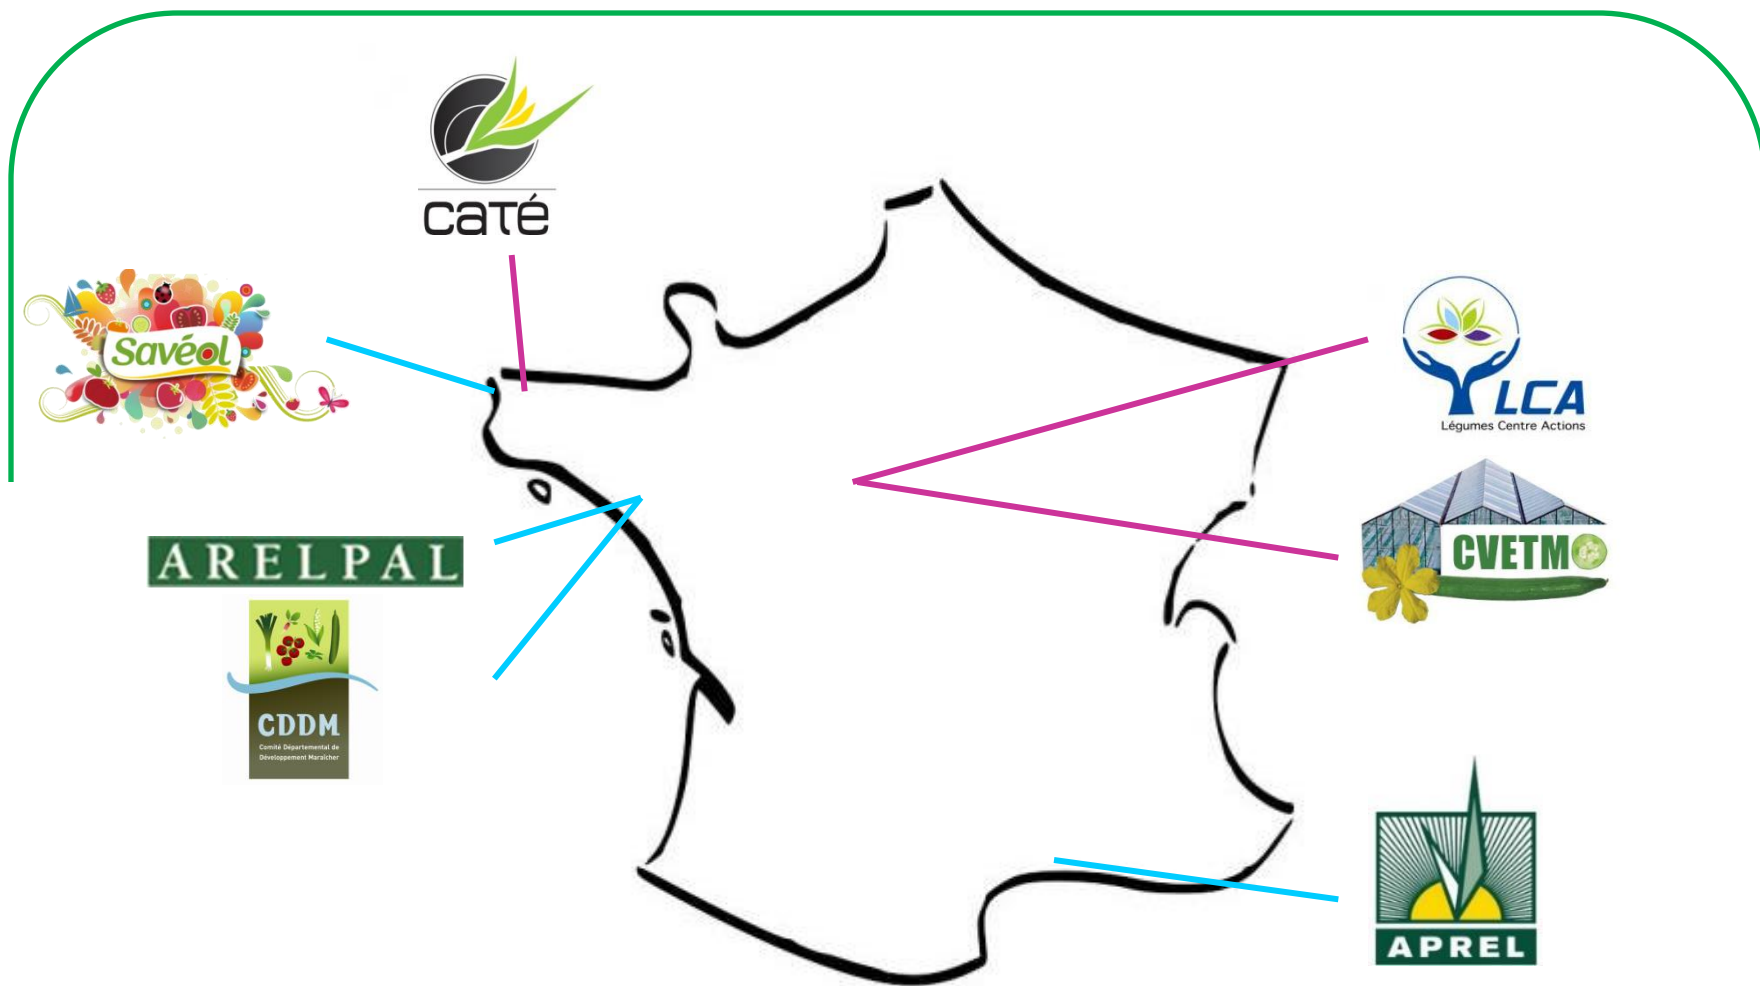 caté
Savéol
LCA
Légumes Centre Actions
CVETMO
ARELPAL
CDDM
Comité Départemental de
Développement Maraîcher
APREL